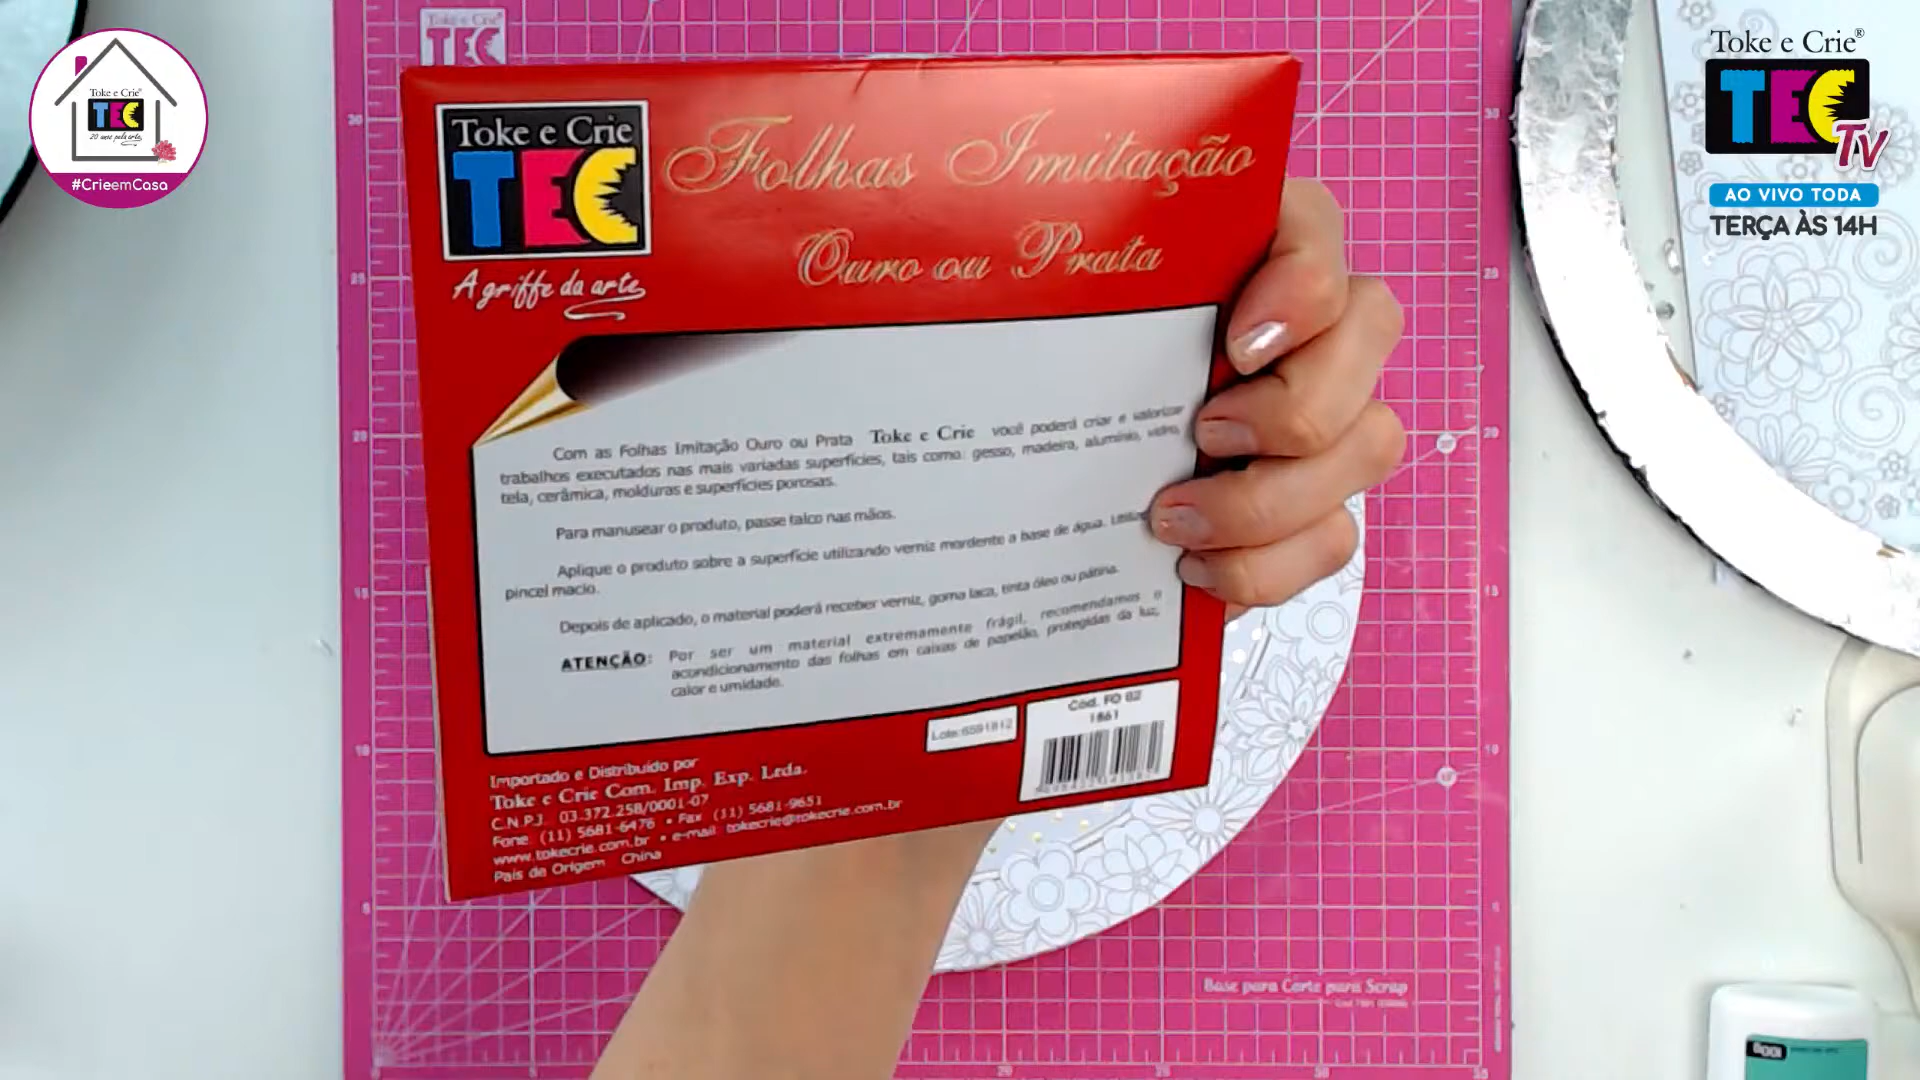 Toke e Crie
TEC
20 anos pela arte
#CrieemCasa
Toke e Crie
TEC
Toke e Crie®
TEC TV
AO VIVO TODA
TERÇA ÀS 14H
Toke e Crie
TEC
A griffe da arte
Folhas Imitação
Ouro ou Prata
Com as Folhas Imitação Ouro ou Prata Toke e Crie você poderá criar e valorizar
trabalhos executados nas mais variadas superfícies, tais como: gesso, madeira, alumínio, vidro,
tela, cerâmica, molduras e superfícies porosas.
Para manusear o produto, passe talco nas mãos.
Aplique o produto sobre a superfície utilizando verniz mordente a base de água.
pincel macio.
Depois de aplicado, o material poderá receber verniz, goma laca, tinta óleo ou pátina.
ATENÇÃO: Por ser um material extremamente frágil, recomendamos o
acondicionamento das folhas em caixas de papelão, protegidas da luz,
calor e umidade.
Lote:6591812
Cód. FO 02
1861
Importado e Distribuído por
Toke e Crie Com. Imp. Exp. Ltda.
C.N.P.J. 03.372.258/0001-07
Fone (11) 5681-6476 • Fax (11) 5681-9651
www.tokecrie.com.br • e-mail tokecrie@tokecrie.com.br
País de Origem China
Base para Corte para Scrap